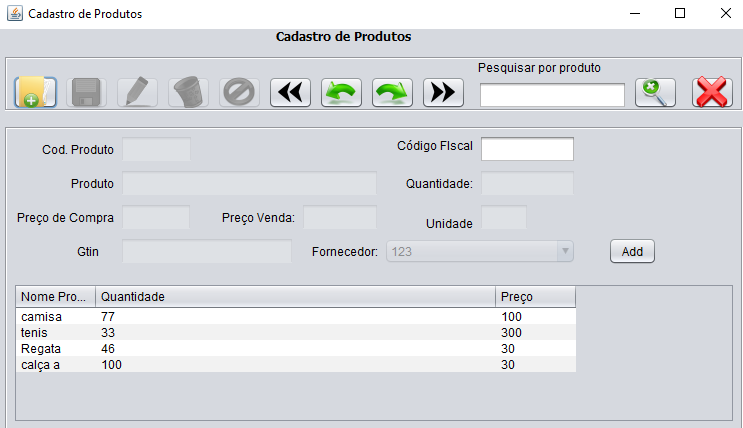 Cadastro de Produtos
Cadastro de Produtos
Pesquisar por produto
Cod. Produto
Código FIscal
Produto
Quantidade:
Preço de Compra
Preço Venda:
Unidade
Gtin
Fornecedor:
123
Add
Nome Pro... Quantidade Preço
camisa 77 100
tenis 33 300
Regata 46 30
calça a 100 30